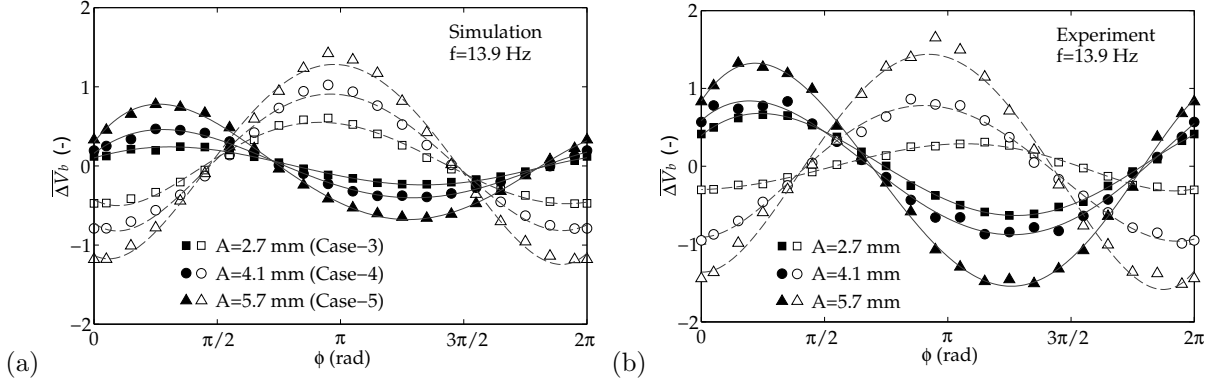 2
1
0
−1
−2
ΔV̅b (-)
Simulation
f=13.9 Hz
A=2.7 mm (Case−3)
A=4.1 mm (Case−4)
A=5.7 mm (Case−5)
0 π/2 π 3π/2 2π
ϕ (rad)
(a)
2
1
0
−1
−2
ΔV̅b (-)
Experiment
f=13.9 Hz
A=2.7 mm
A=4.1 mm
A=5.7 mm
0 π/2 π 3π/2 2π
ϕ (rad)
(b)